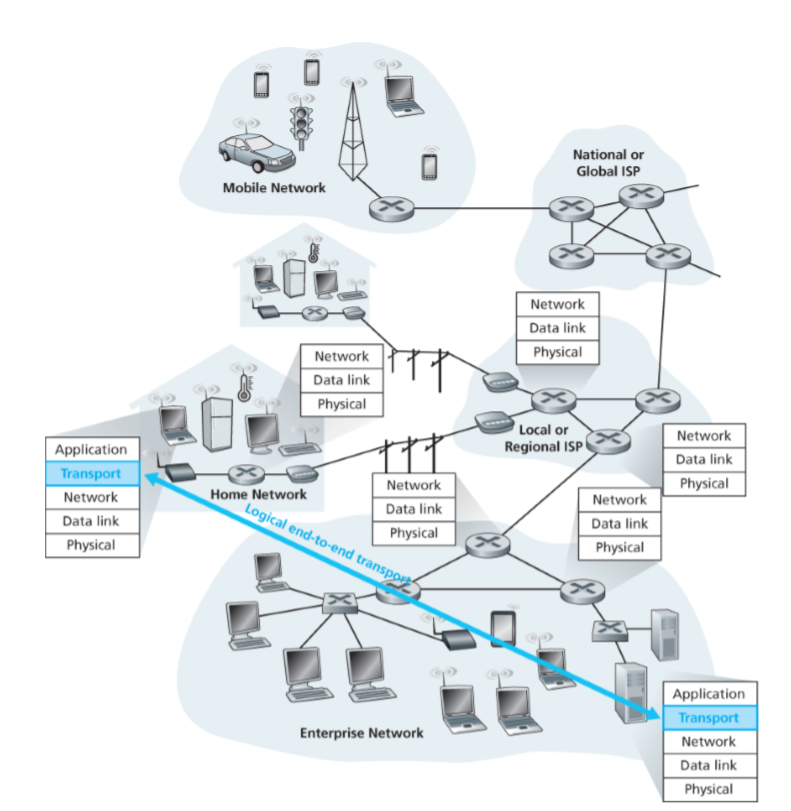 Mobile Network
National or
Global ISP
Network
Data link
Physical
Network
Data link
Physical
Local or
Regional ISP
Network
Data link
Physical
Application
Transport
Network
Data link
Physical
Home Network
Network
Data link
Physical
Network
Data link
Physical
Logical end-to-end transport
Enterprise Network
Application
Transport
Network
Data link
Physical